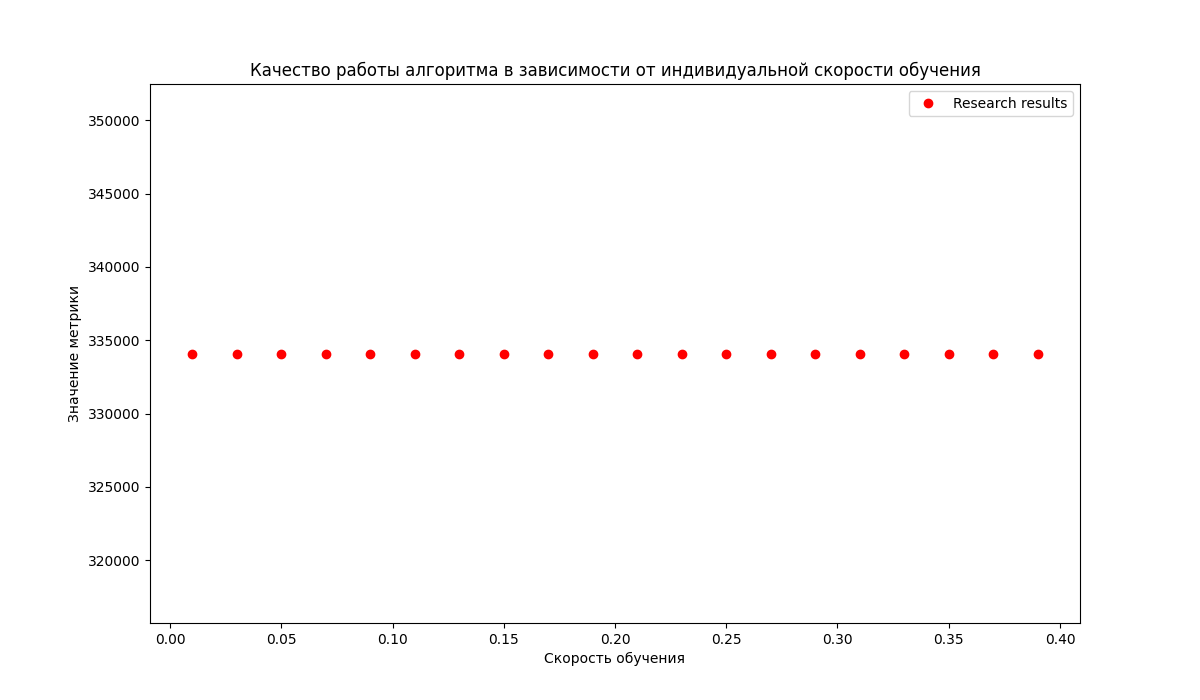 Качество работы алгоритма в зависимости от индивидуальной скорости обучения
Research results
350000
345000
340000
335000
330000
325000
320000
Значение метрики
0.00 0.05 0.10 0.15 0.20 0.25 0.30 0.35 0.40
Скорость обучения